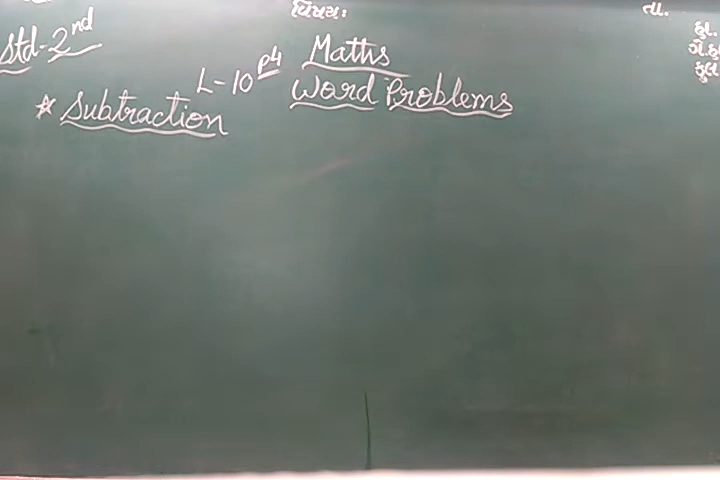 વિષય: તા.
Std-2nd હા.
Maths ગે.હા.
L-10 P4 કુલ
Word Problems
* Subtraction